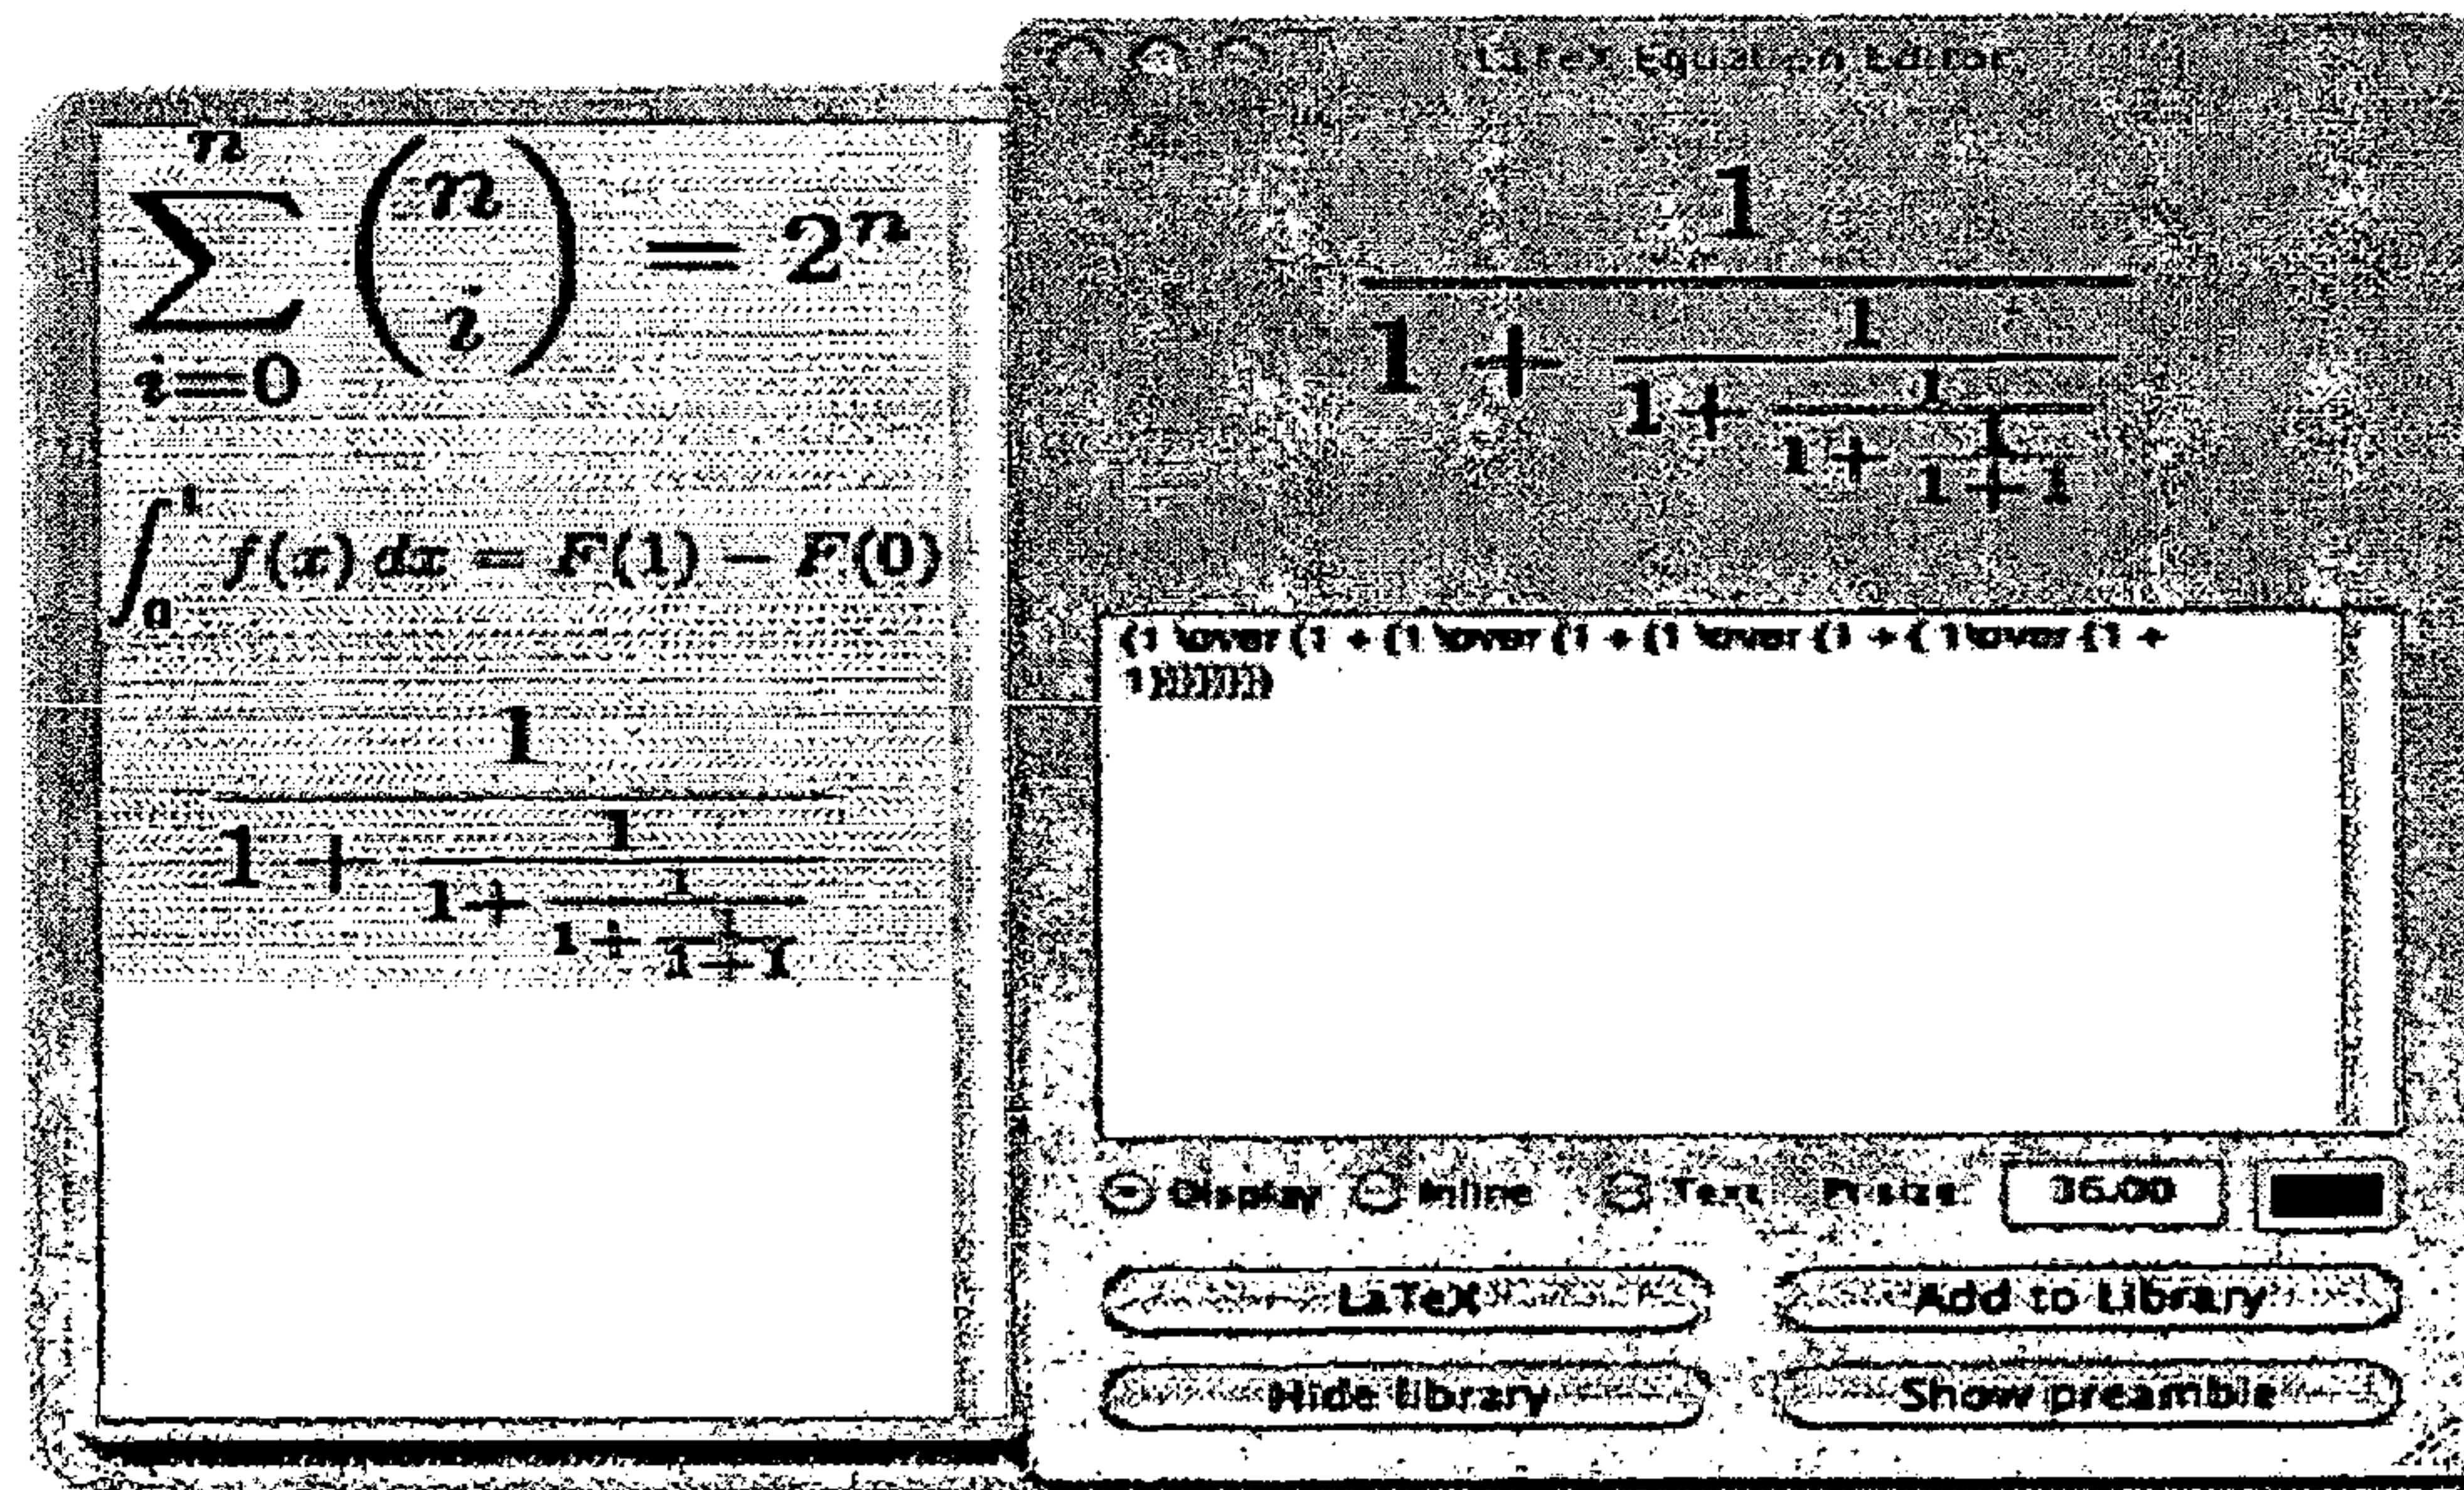 n
∑ (n i) = 2^n
i=0
∫_0^1 f(x) dx = F(1) − F(0)
1
1 + 1
1 + 1
1 + 1
1 + 1
LaTeX Equation Editor
1
1 + 1
1 + 1
1 + 1
1 + 1
{1 \over {1 + {1 \over {1 + {1 \over {1 + { 1\over {1 +
1}}}}}}}}
Display Inline Text Pt size 36.00
LaTeX Add to Library
Hide library Show preamble